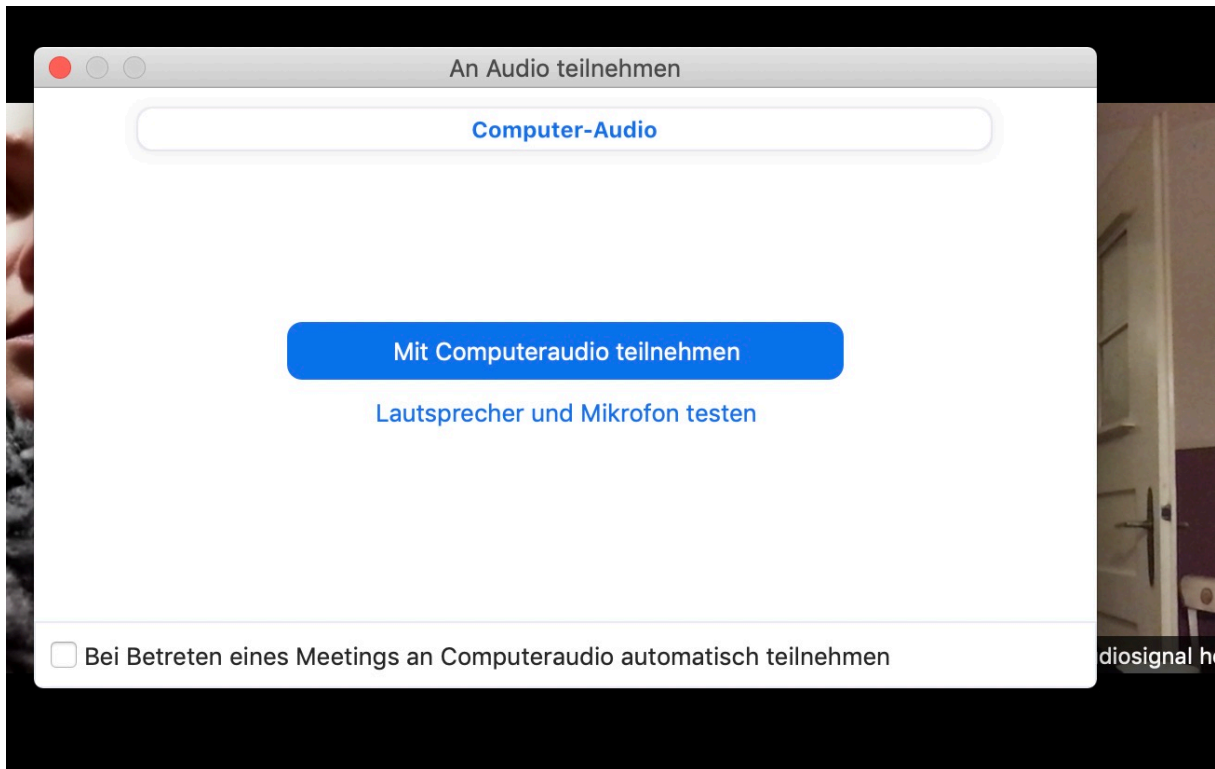 An Audio teilnehmen
Computer-Audio
Mit Computeraudio teilnehmen
Lautsprecher und Mikrofon testen
Bei Betreten eines Meetings an Computeraudio automatisch teilnehmen